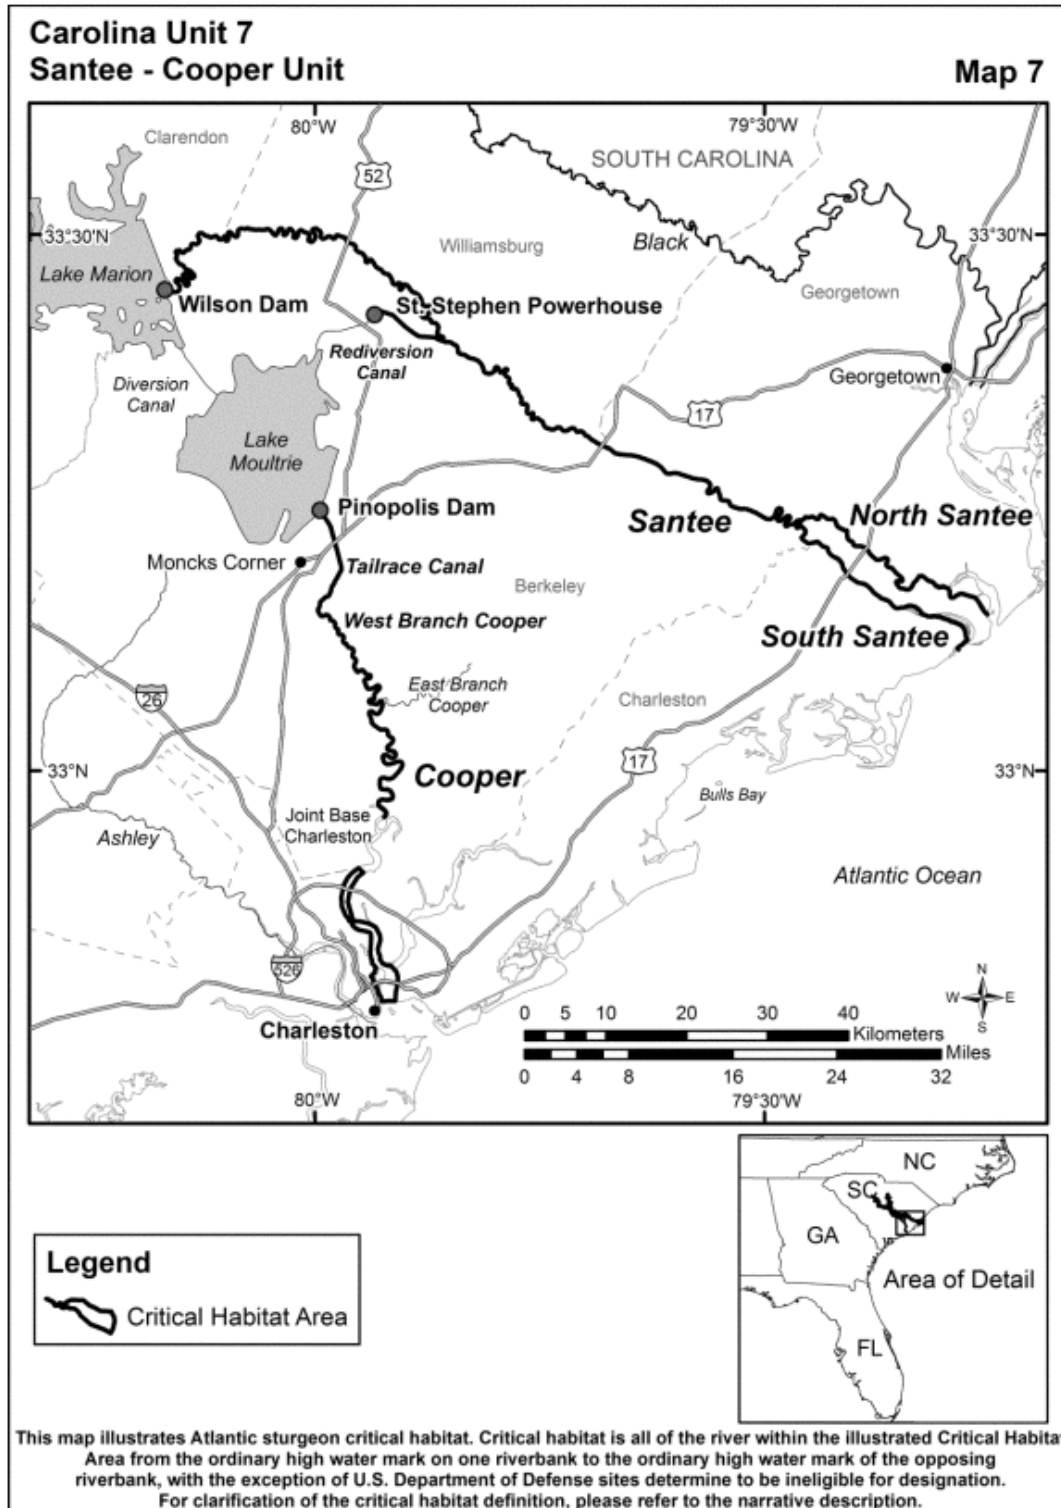 Carolina Unit 7
Santee - Cooper Unit
Map 7
80°W
79°30'W
Clarendon
52
SOUTH CAROLINA
33°30'N
Williamsburg
Black
33°30'N
Lake Marion
Georgetown
Wilson Dam
St. Stephen Powerhouse
Rediversion
Canal
Georgetown
Diversion
Canal
17
Lake
Moultrie
Pinopolis Dam
Santee
North Santee
Moncks Corner
Tailrace Canal
Berkeley
West Branch Cooper
South Santee
East Branch
Cooper
Charleston
26
33°N
Cooper
17
33°N
Bulls Bay
Joint Base
Charleston
Ashley
Atlantic Ocean
526
N
W
E
S
Charleston
0 5 10 20 30 40
Kilometers
Miles
0 4 8 16 24 32
80°W
79°30'W
NC
SC
GA
Area of Detail
FL
Legend
Critical Habitat Area
This map illustrates Atlantic sturgeon critical habitat. Critical habitat is all of the river within the illustrated Critical Habita
Area from the ordinary high water mark on one riverbank to the ordinary high water mark of the opposing
riverbank, with the exception of U.S. Department of Defense sites determine to be ineligible for designation.
For clarification of the critical habitat definition, please refer to the narrative description.